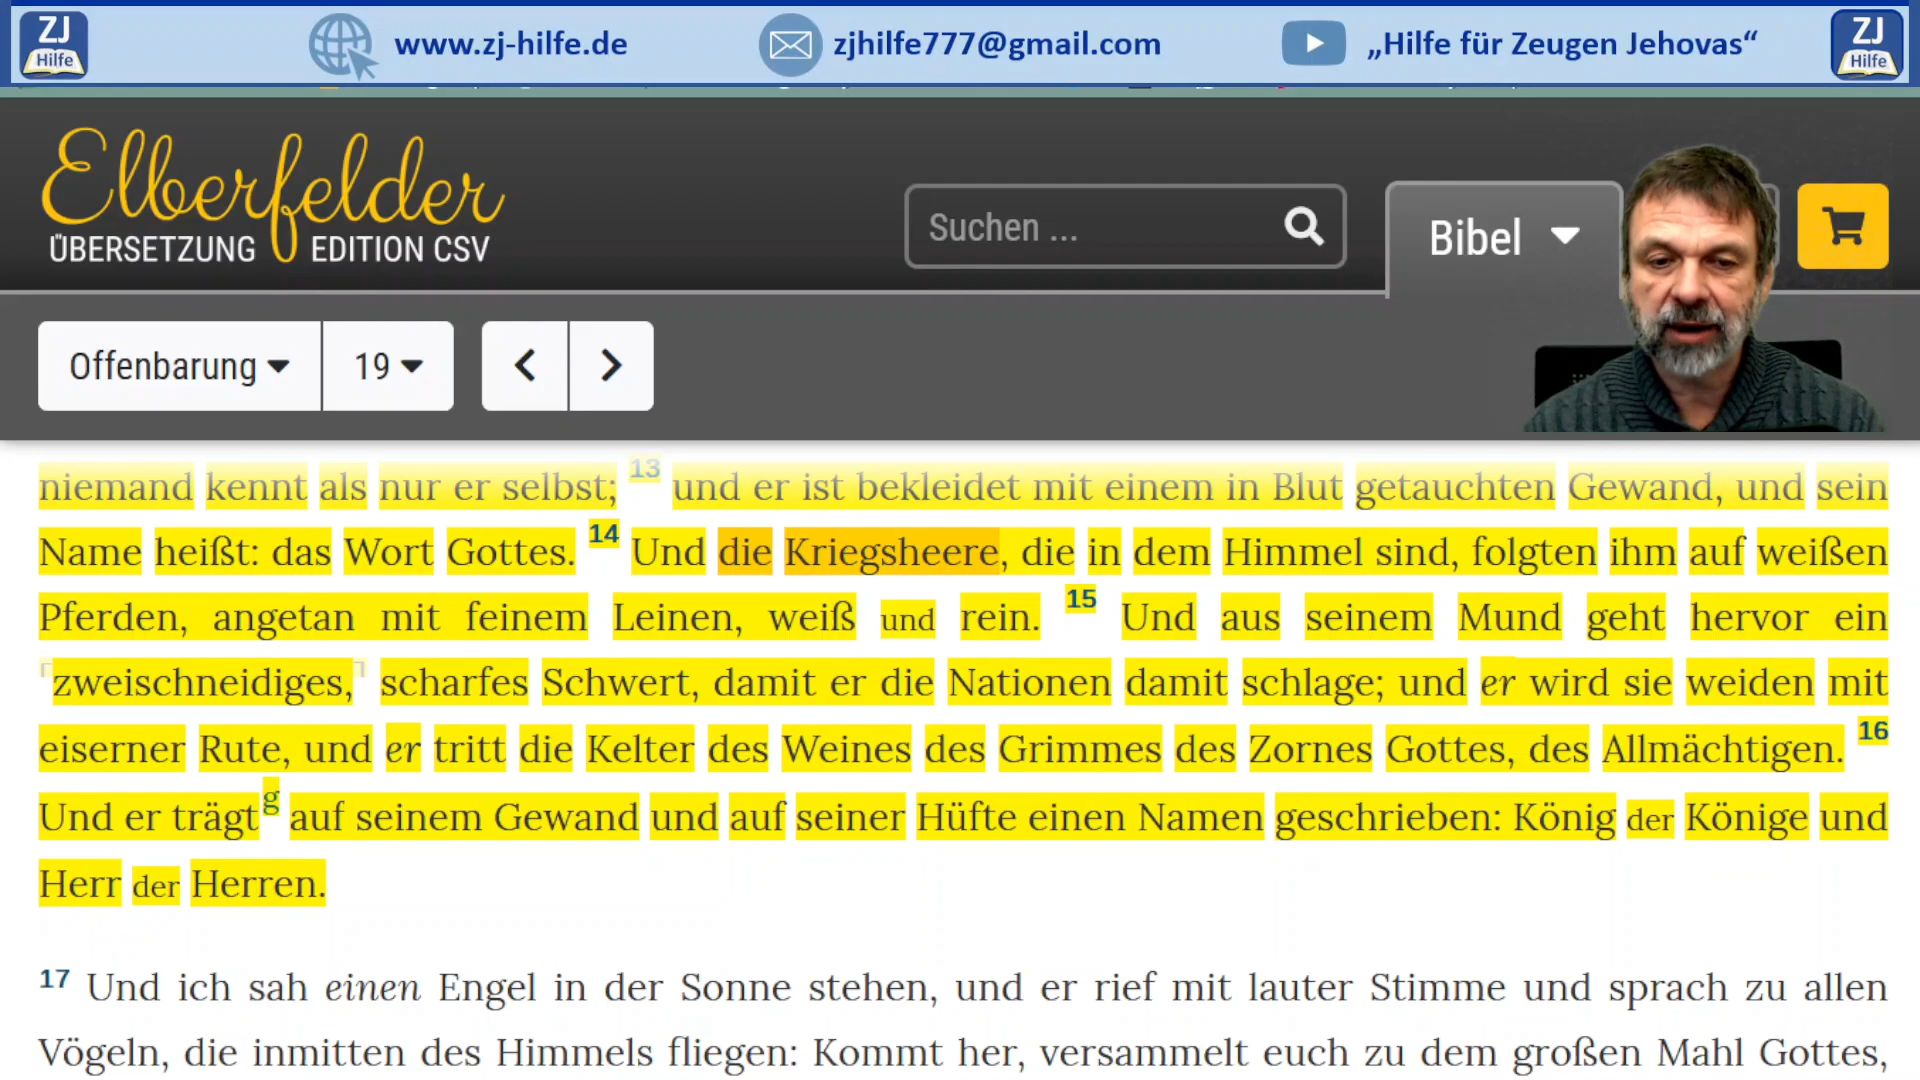 ZJ
Hilfe
www.zj-hilfe.de
zjhilfe777@gmail.com
„Hilfe für Zeugen Jehovas“
ZJ
Hilfe
Elberfelder
ÜBERSETZUNG EDITION CSV
Suchen ...
Bibel
Offenbarung
19
niemand kennt als nur er selbst; 13 und er ist bekleidet mit einem in Blut getauchten Gewand, und sein
Name heißt: das Wort Gottes. 14 Und die Kriegsheere, die in dem Himmel sind, folgten ihm auf weißen
Pferden, angetan mit feinem Leinen, weiß und rein. 15 Und aus seinem Mund geht hervor ein
⌜zweischneidiges,⌝ scharfes Schwert, damit er die Nationen damit schlage; und er wird sie weiden mit
eiserner Rute, und er tritt die Kelter des Weines des Grimmes des Zornes Gottes, des Allmächtigen. 16
Und er trägt g auf seinem Gewand und auf seiner Hüfte einen Namen geschrieben: König der Könige und
Herr der Herren.
17 Und ich sah einen Engel in der Sonne stehen, und er rief mit lauter Stimme und sprach zu allen
Vögeln, die inmitten des Himmels fliegen: Kommt her, versammelt euch zu dem großen Mahl Gottes,